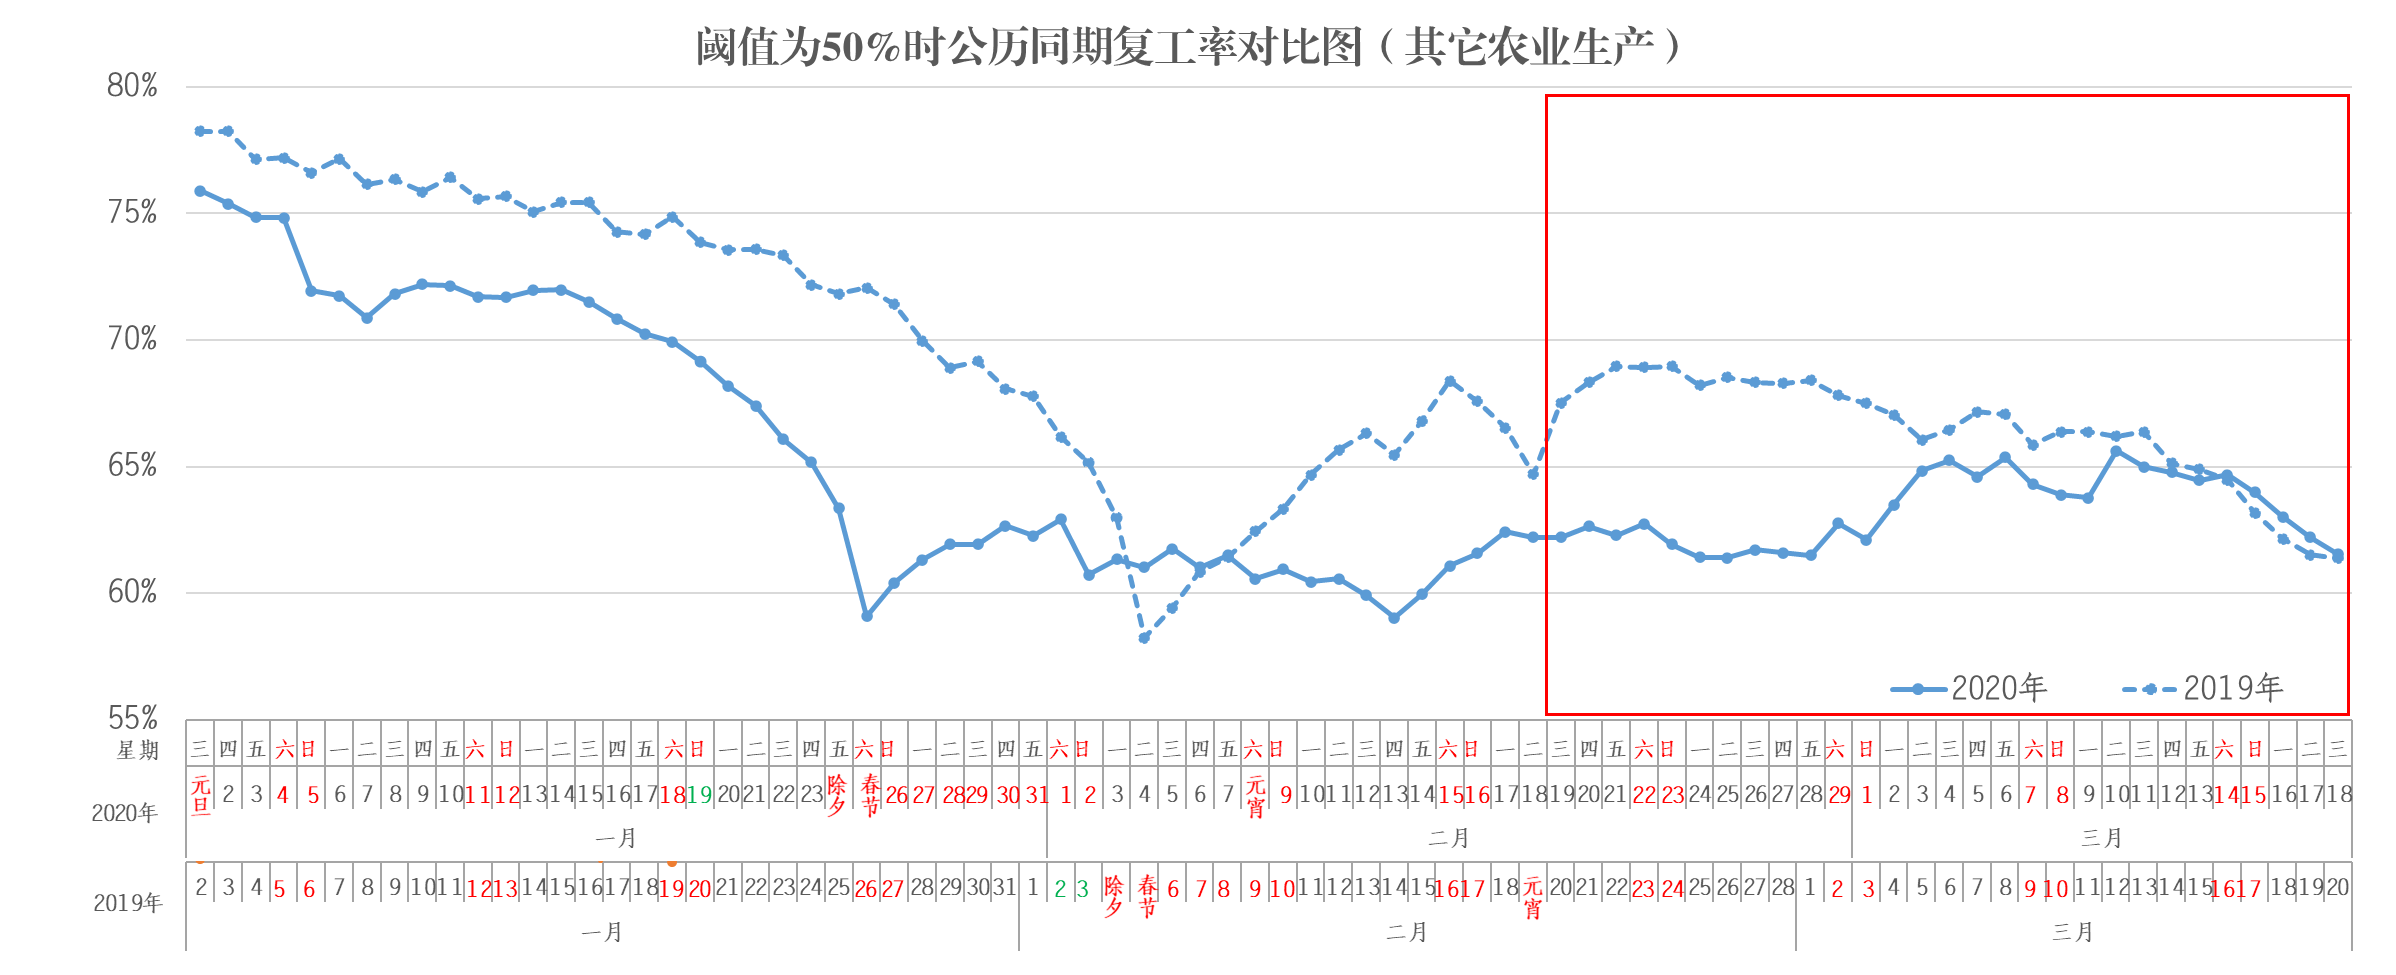 阈值为50%时公历同期复工率对比图（其它农业生产）
80%
75%
70%
65%
60%
55%
2020年 2019年
星期 三 四 五 六 日 一 二 三 四 五 六 日 一 二 三 四 五 六 日 一 二 三 四 五 六 日 一 二 三 四 五 六 日 一 二 三 四 五 六 日 一 二 三 四 五 六 日 一 二 三 四 五 六 日 一 二 三 四 五 六 日 一 二 三 四 五 六 日 一 二 三 四 五 六 日 一 二 三
2020年 元旦 2 3 4 5 6 7 8 9 10 11 12 13 14 15 16 17 18 19 20 21 22 23 除夕 春节 26 27 28 29 30 31 1 2 3 4 5 6 7 元宵 9 10 11 12 13 14 15 16 17 18 19 20 21 22 23 24 25 26 27 28 29 1 2 3 4 5 6 7 8 9 10 11 12 13 14 15 16 17 18
一月 二月 三月
2019年 2 3 4 5 6 7 8 9 10 11 12 13 14 15 16 17 18 19 20 21 22 23 24 25 26 27 28 29 30 31 1 2 3 除夕 春节 6 7 8 9 10 11 12 13 14 15 16 17 18 元宵 20 21 22 23 24 25 26 27 28 1 2 3 4 5 6 7 8 9 10 11 12 13 14 15 16 17 18 19 20
一月 二月 三月